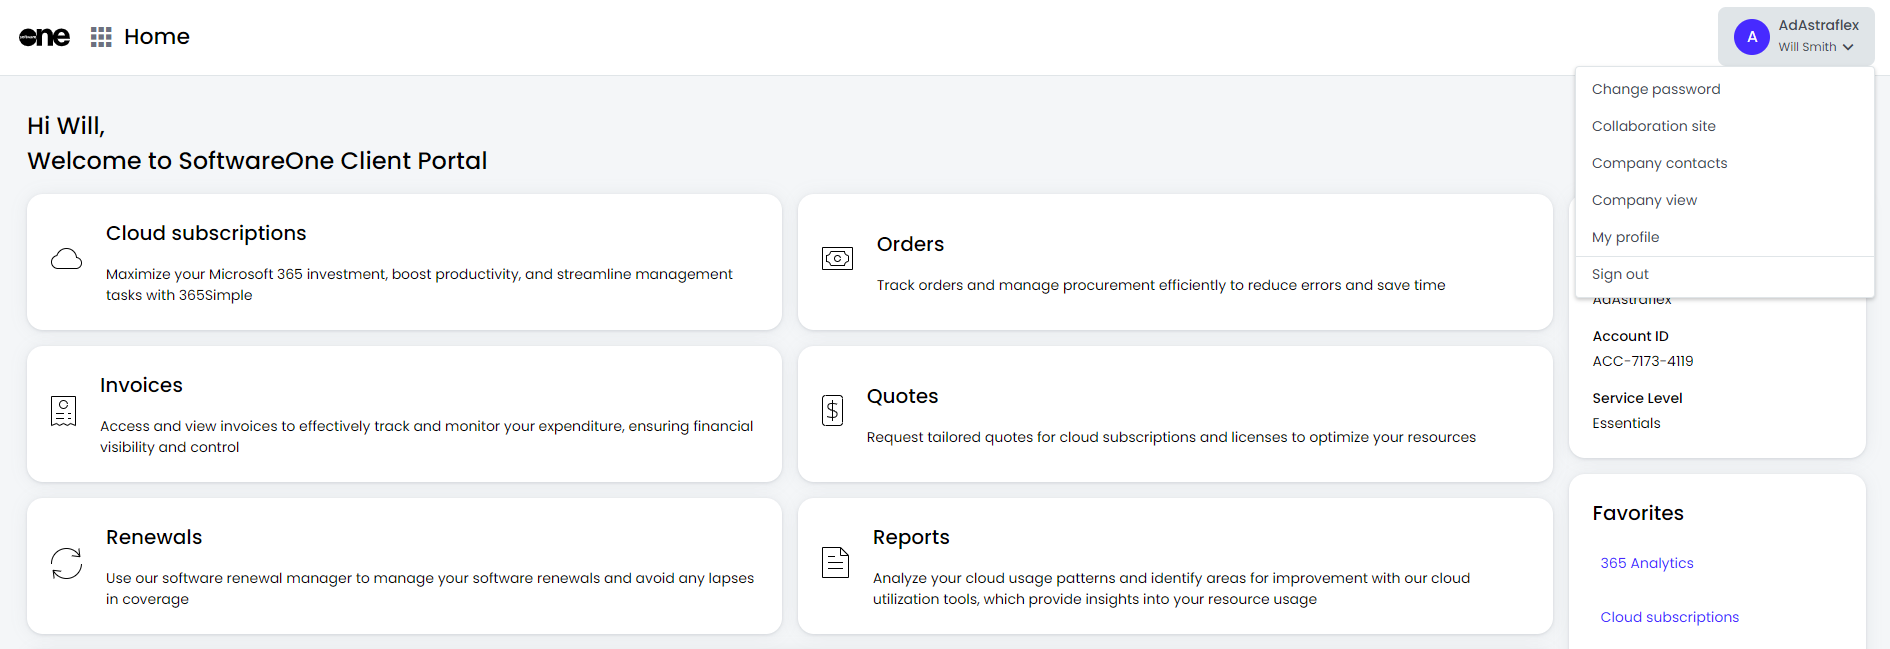 software one
Home
A
AdAstraflex
Will Smith
Change password
Collaboration site
Company contacts
Company view
My profile
Sign out
Hi Will,
Welcome to SoftwareOne Client Portal
Cloud subscriptions
Maximize your Microsoft 365 investment, boost productivity, and streamline management
tasks with 365Simple
Orders
Track orders and manage procurement efficiently to reduce errors and save time
Invoices
Access and view invoices to effectively track and monitor your expenditure, ensuring financial
visibility and control
Quotes
Request tailored quotes for cloud subscriptions and licenses to optimize your resources
Renewals
Use our software renewal manager to manage your software renewals and avoid any lapses
in coverage
Reports
Analyze your cloud usage patterns and identify areas for improvement with our cloud
utilization tools, which provide insights into your resource usage
AdAstraflex
Account ID
ACC-7173-4119
Service Level
Essentials
Favorites
365 Analytics
Cloud subscriptions